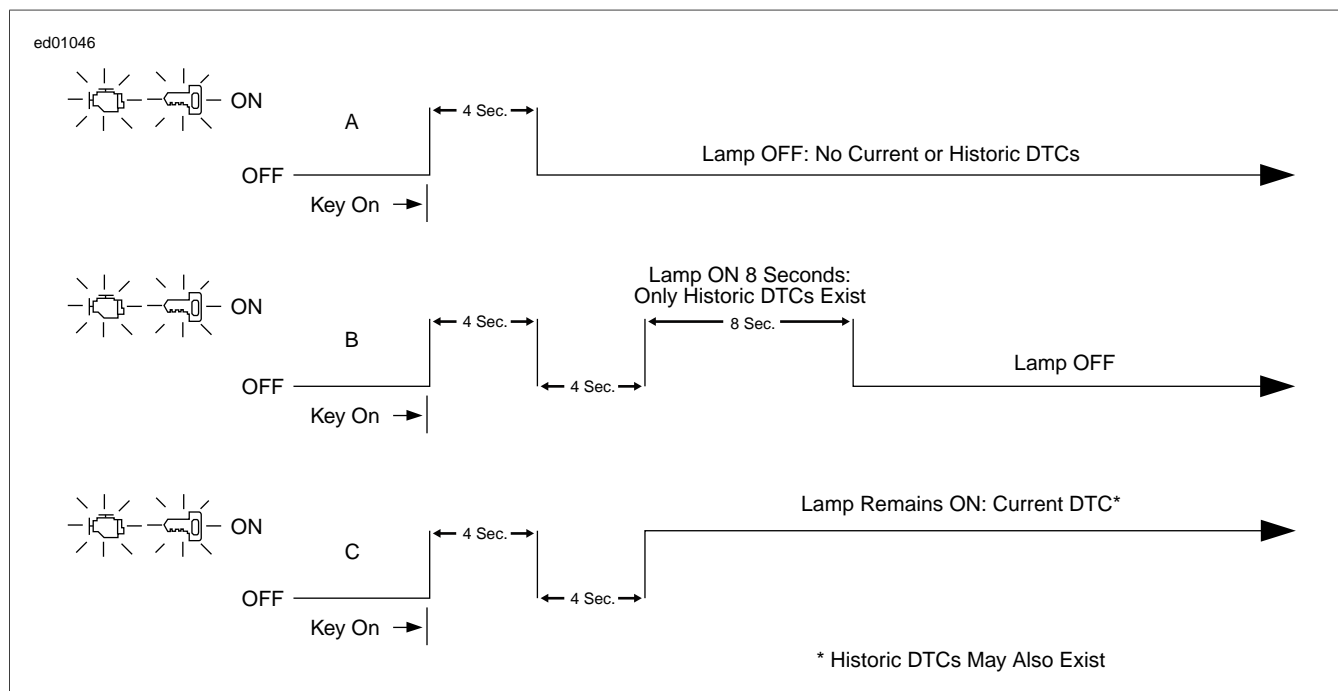 ed01046
ON
A
4 Sec.
Lamp OFF: No Current or Historic DTCs
OFF
Key On
Lamp ON 8 Seconds:
Only Historic DTCs Exist
ON
4 Sec.
8 Sec.
B
Lamp OFF
OFF
4 Sec.
Key On
Lamp Remains ON: Current DTC*
ON
4 Sec.
C
OFF
4 Sec.
Key On
* Historic DTCs May Also Exist